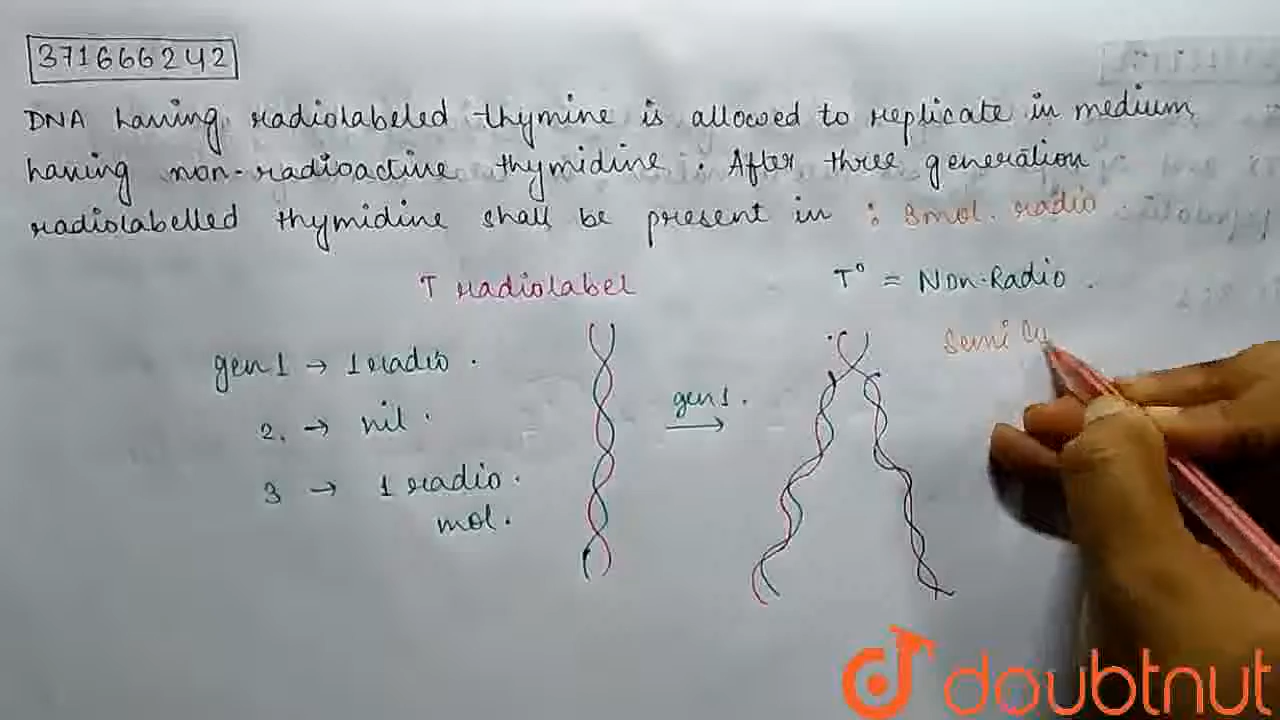 371666242
DNA having radiolabeled thymine is allowed to replicate in medium
having non-radioactive thymidine. After three generation
radiolabelled thymidine shall be present in : 8mol. radio.
T radiolabel
T° = Non-Radio.
gen 1 → 1 radio.
2. → nil.
3 → 1 radio.
mol.
gen 1.
Semi
doubtnut